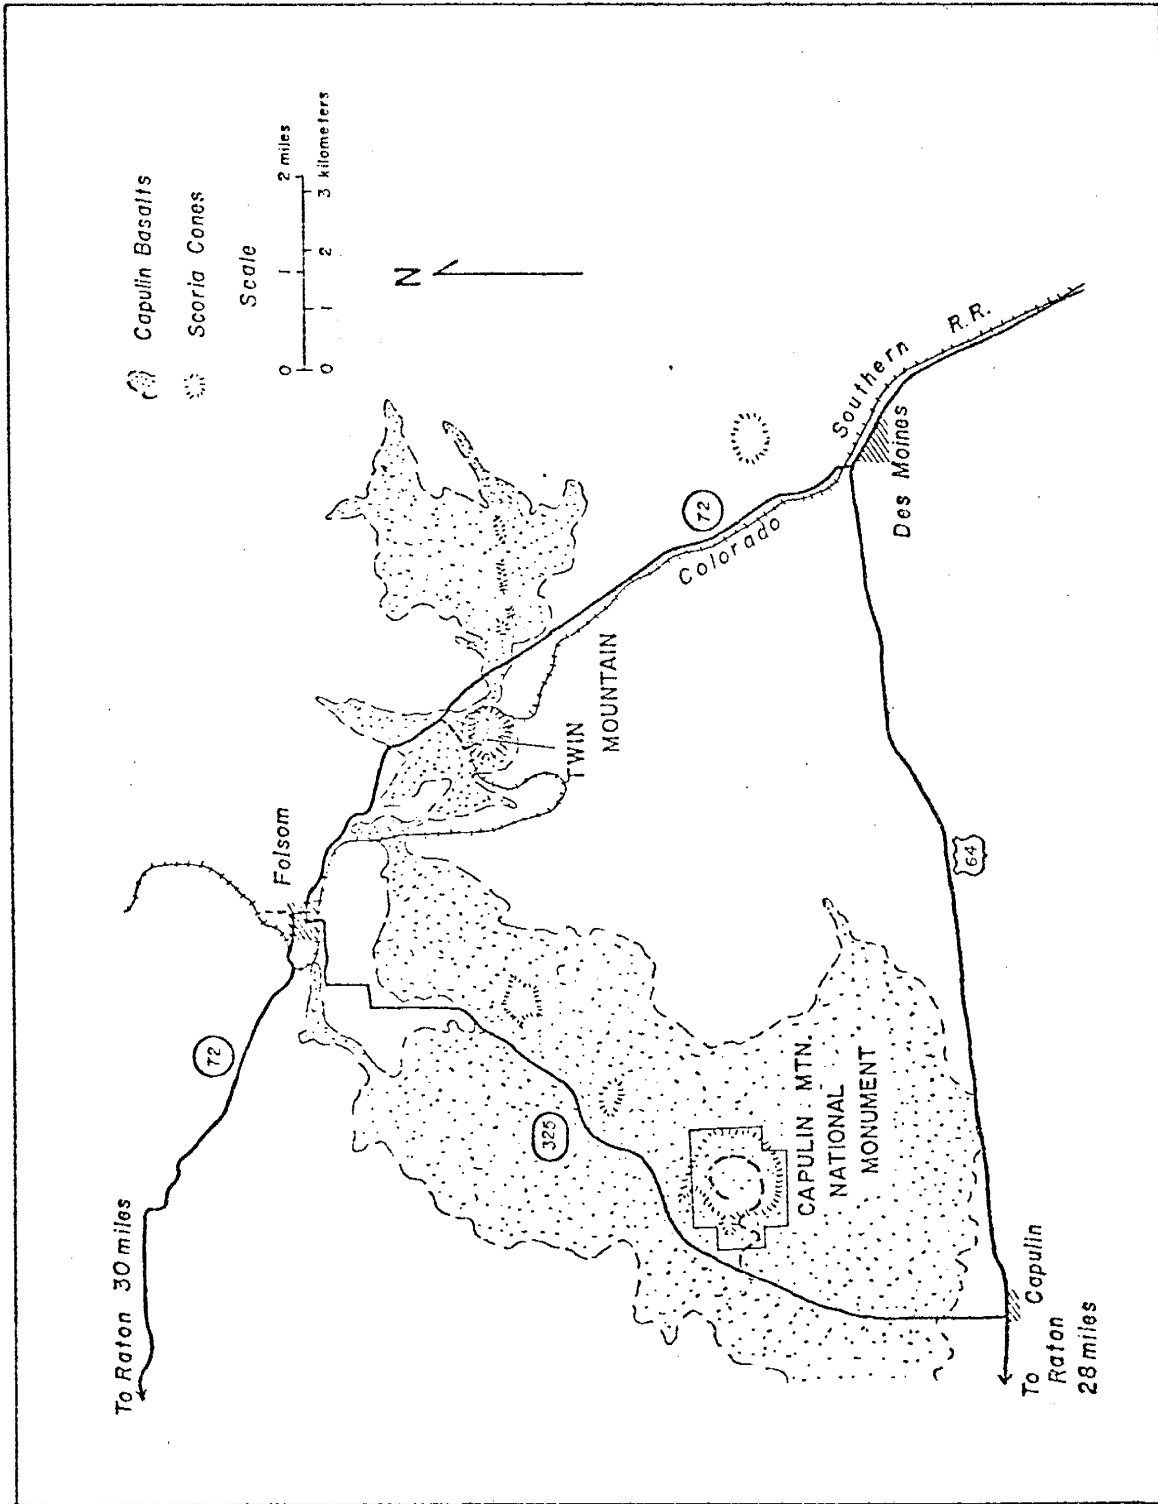 To Raton 30 miles
72
Folsom
Capulin Basalts
Scoria Cones
Scale
0 1 2 miles
0 1 2 3 kilometers
N
325
TWIN
MOUNTAIN
72
Colorado
Southern
R.R.
Des Moines
CAPULIN MTN.
NATIONAL
MONUMENT
64
Capulin
To
Raton
28 miles